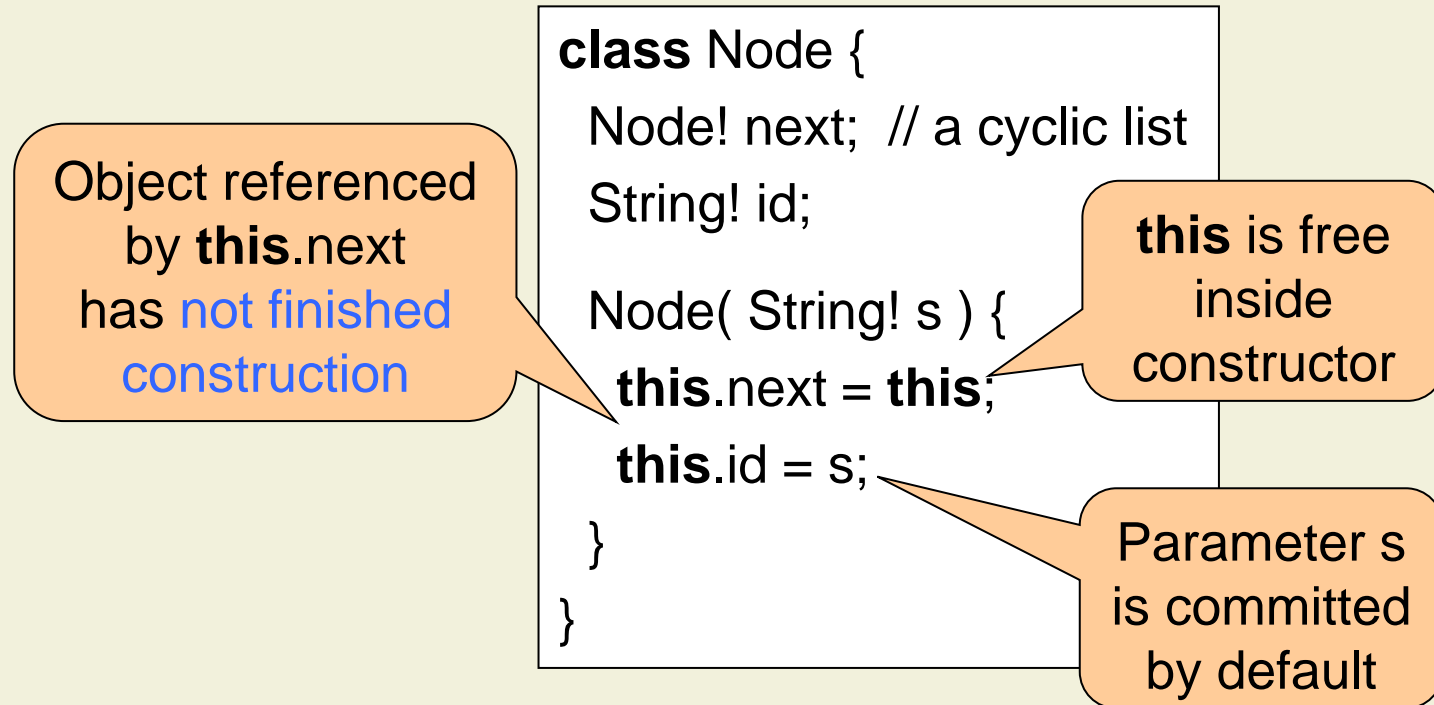 class Node {
Node! next; // a cyclic list
String! id;
Node( String! s ) {
this.next = this;
this.id = s;
}
}
Object referenced
by this.next
has not finished
construction
this is free
inside
constructor
Parameter s
is committed
by default